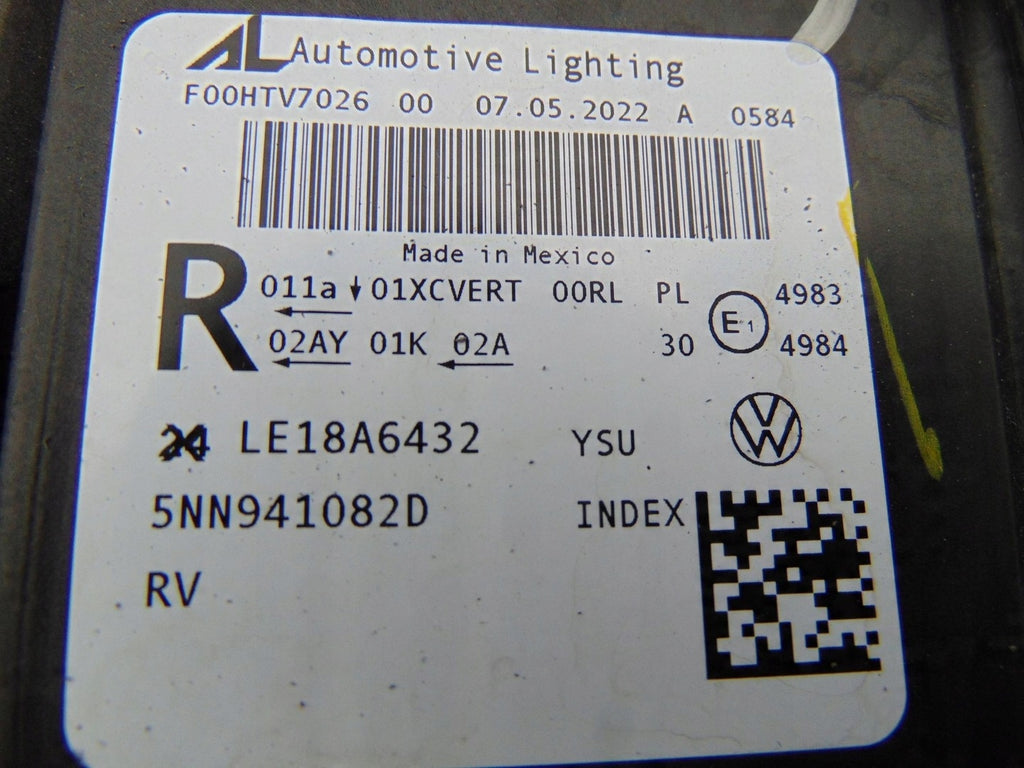 AL Automotive Lighting
F00HTV7026 00 07.05.2022 A 0584
Made in Mexico
R
011a 01XCVERT 00RL PL 4983
02AY 01K 02A 30 E1 4984
LE18A6432 YSU VW
5NN941082D INDEX
RV